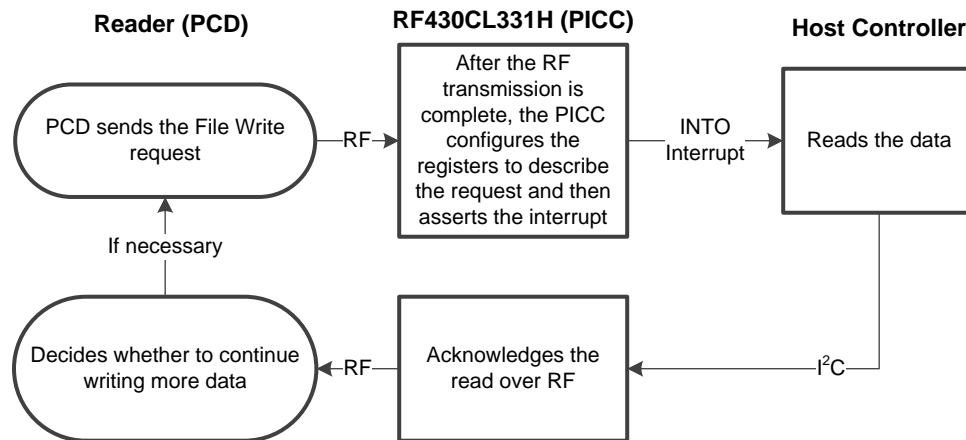 Reader (PCD)
RF430CL331H (PICC)
Host Controller
PCD sends the File Write
request
RF
After the RF
transmission is
complete, the PICC
configures the
registers to describe
the request and then
asserts the interrupt
INTO
Interrupt
Reads the data
If necessary
Decides whether to continue
writing more data
RF
Acknowledges the
read over RF
I²C